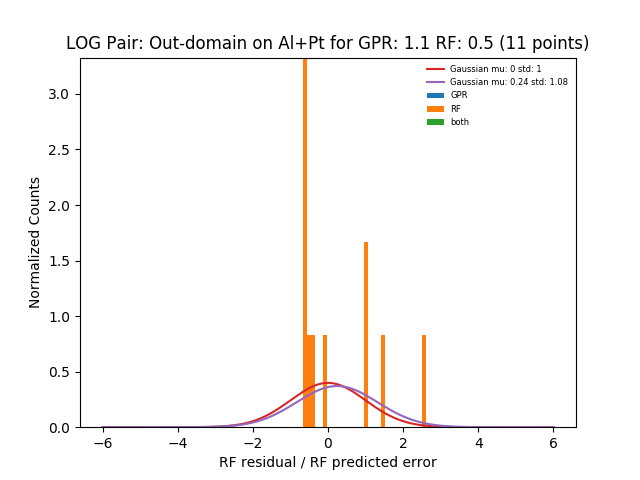 LOG Pair: Out-domain on Al+Pt for GPR: 1.1 RF: 0.5 (11 points)
Gaussian mu: 0 std: 1
Gaussian mu: 0.24 std: 1.08
GPR
RF
both
Normalized Counts
3.0
2.5
2.0
1.5
1.0
0.5
0.0
−6 −4 −2 0 2 4 6
RF residual / RF predicted error